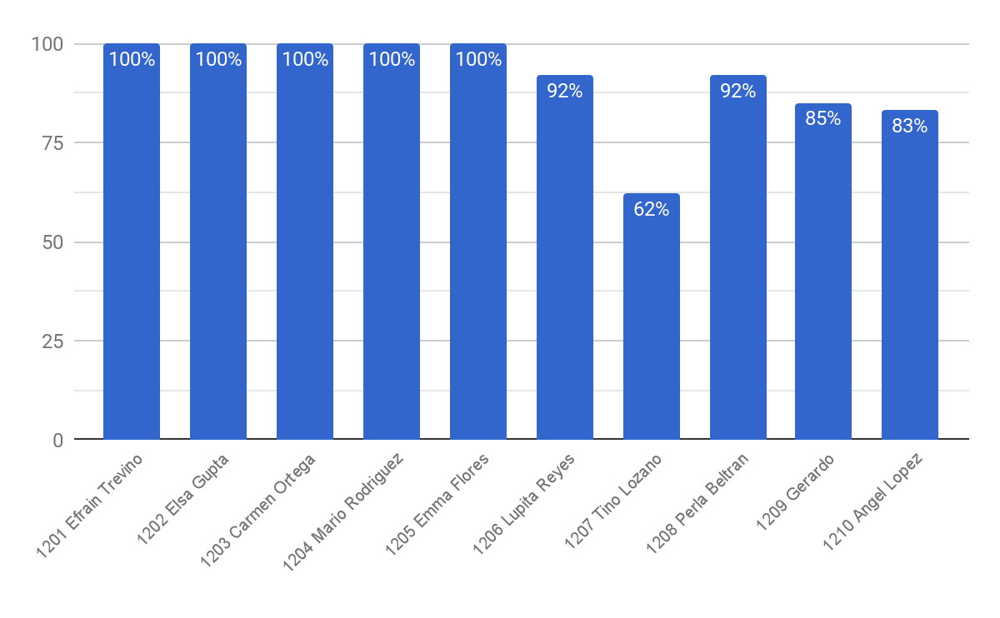 100
75
50
25
0
100%
100%
100%
100%
100%
92%
62%
92%
85%
83%
1201 Efrain Trevino
1202 Elsa Gupta
1203 Carmen Ortega
1204 Mario Rodriguez
1205 Emma Flores
1206 Lupita Reyes
1207 Tino Lozano
1208 Perla Beltran
1209 Gerardo
1210 Angel Lopez